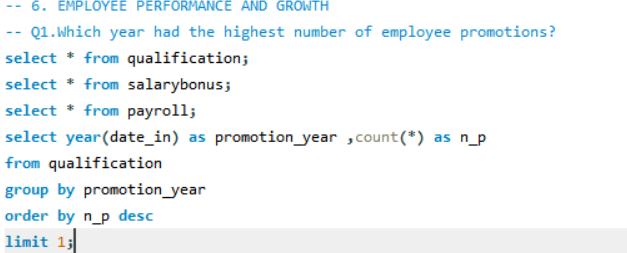 -- 6. EMPLOYEE PERFORMANCE AND GROWTH
-- Q1.Which year had the highest number of employee promotions?
select * from qualification;
select * from salarybonus;
select * from payroll;
select year(date_in) as promotion_year ,count(*) as n_p
from qualification
group by promotion_year
order by n_p desc
limit 1;